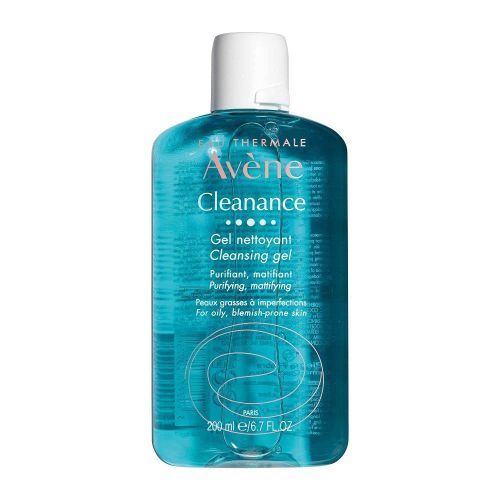 EAU THERMALE
Avène
Cleanance
Gel nettoyant
Cleansing gel
Purifiant, matifiant
Purifying, mattifying
Peaux grasses à imperfections
For oily, blemish-prone skin
PARIS
200 ml e/6.7 FL.OZ.